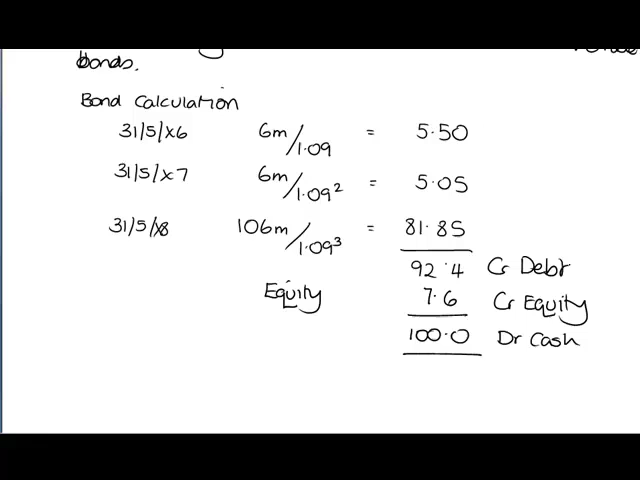 bonds.
Bond Calculation
31/5/x6 6m/1.09 = 5.50
31/5/x7 6m/1.09² = 5.05
31/5/x8 106m/1.09³ = 81.85
92.4 Cr Debt
Equity 7.6 Cr Equity
100.0 Dr Cash